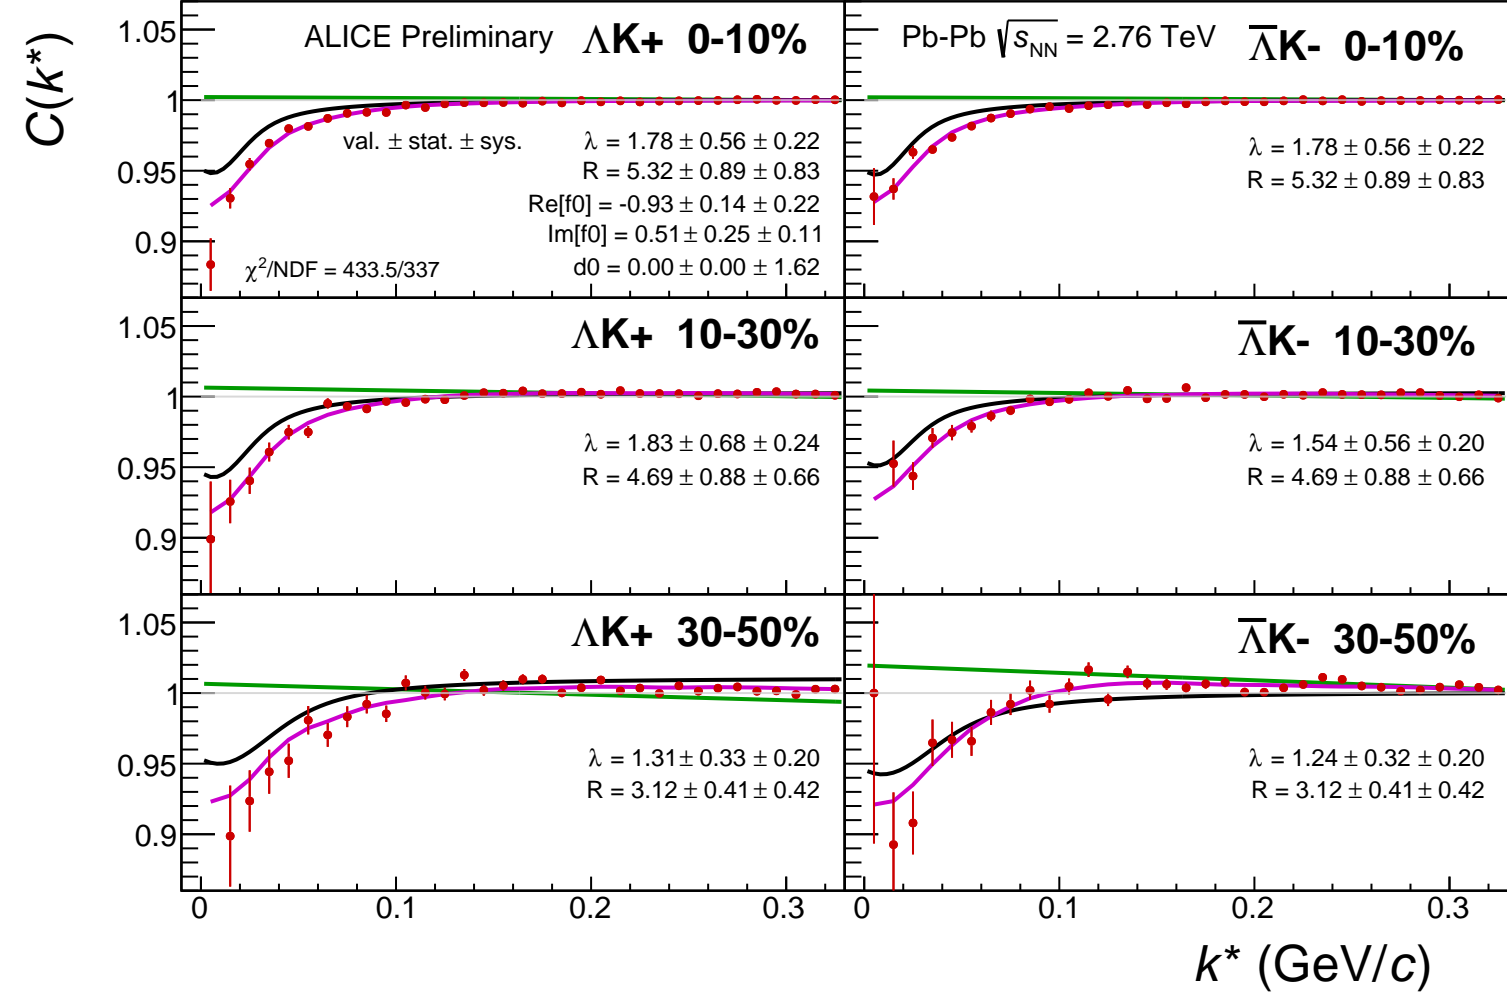 C(k*)
ALICE Preliminary ΛK+ 0-10%
val. ± stat. ± sys.
λ = 1.78 ± 0.56 ± 0.22
R = 5.32 ± 0.89 ± 0.83
Re[f0] = -0.93 ± 0.14 ± 0.22
Im[f0] = 0.51 ± 0.25 ± 0.11
d0 = 0.00 ± 0.00 ± 1.62
χ²/NDF = 433.5/337
1.05
1
0.95
0.9
Pb-Pb √s_NN = 2.76 TeV Λ̅K- 0-10%
λ = 1.78 ± 0.56 ± 0.22
R = 5.32 ± 0.89 ± 0.83
ΛK+ 10-30%
λ = 1.83 ± 0.68 ± 0.24
R = 4.69 ± 0.88 ± 0.66
1.05
1
0.95
0.9
Λ̅K- 10-30%
λ = 1.54 ± 0.56 ± 0.20
R = 4.69 ± 0.88 ± 0.66
ΛK+ 30-50%
λ = 1.31 ± 0.33 ± 0.20
R = 3.12 ± 0.41 ± 0.42
1.05
1
0.95
0.9
Λ̅K- 30-50%
λ = 1.24 ± 0.32 ± 0.20
R = 3.12 ± 0.41 ± 0.42
0 0.1 0.2 0.3 0 0.1 0.2 0.3
k* (GeV/c)